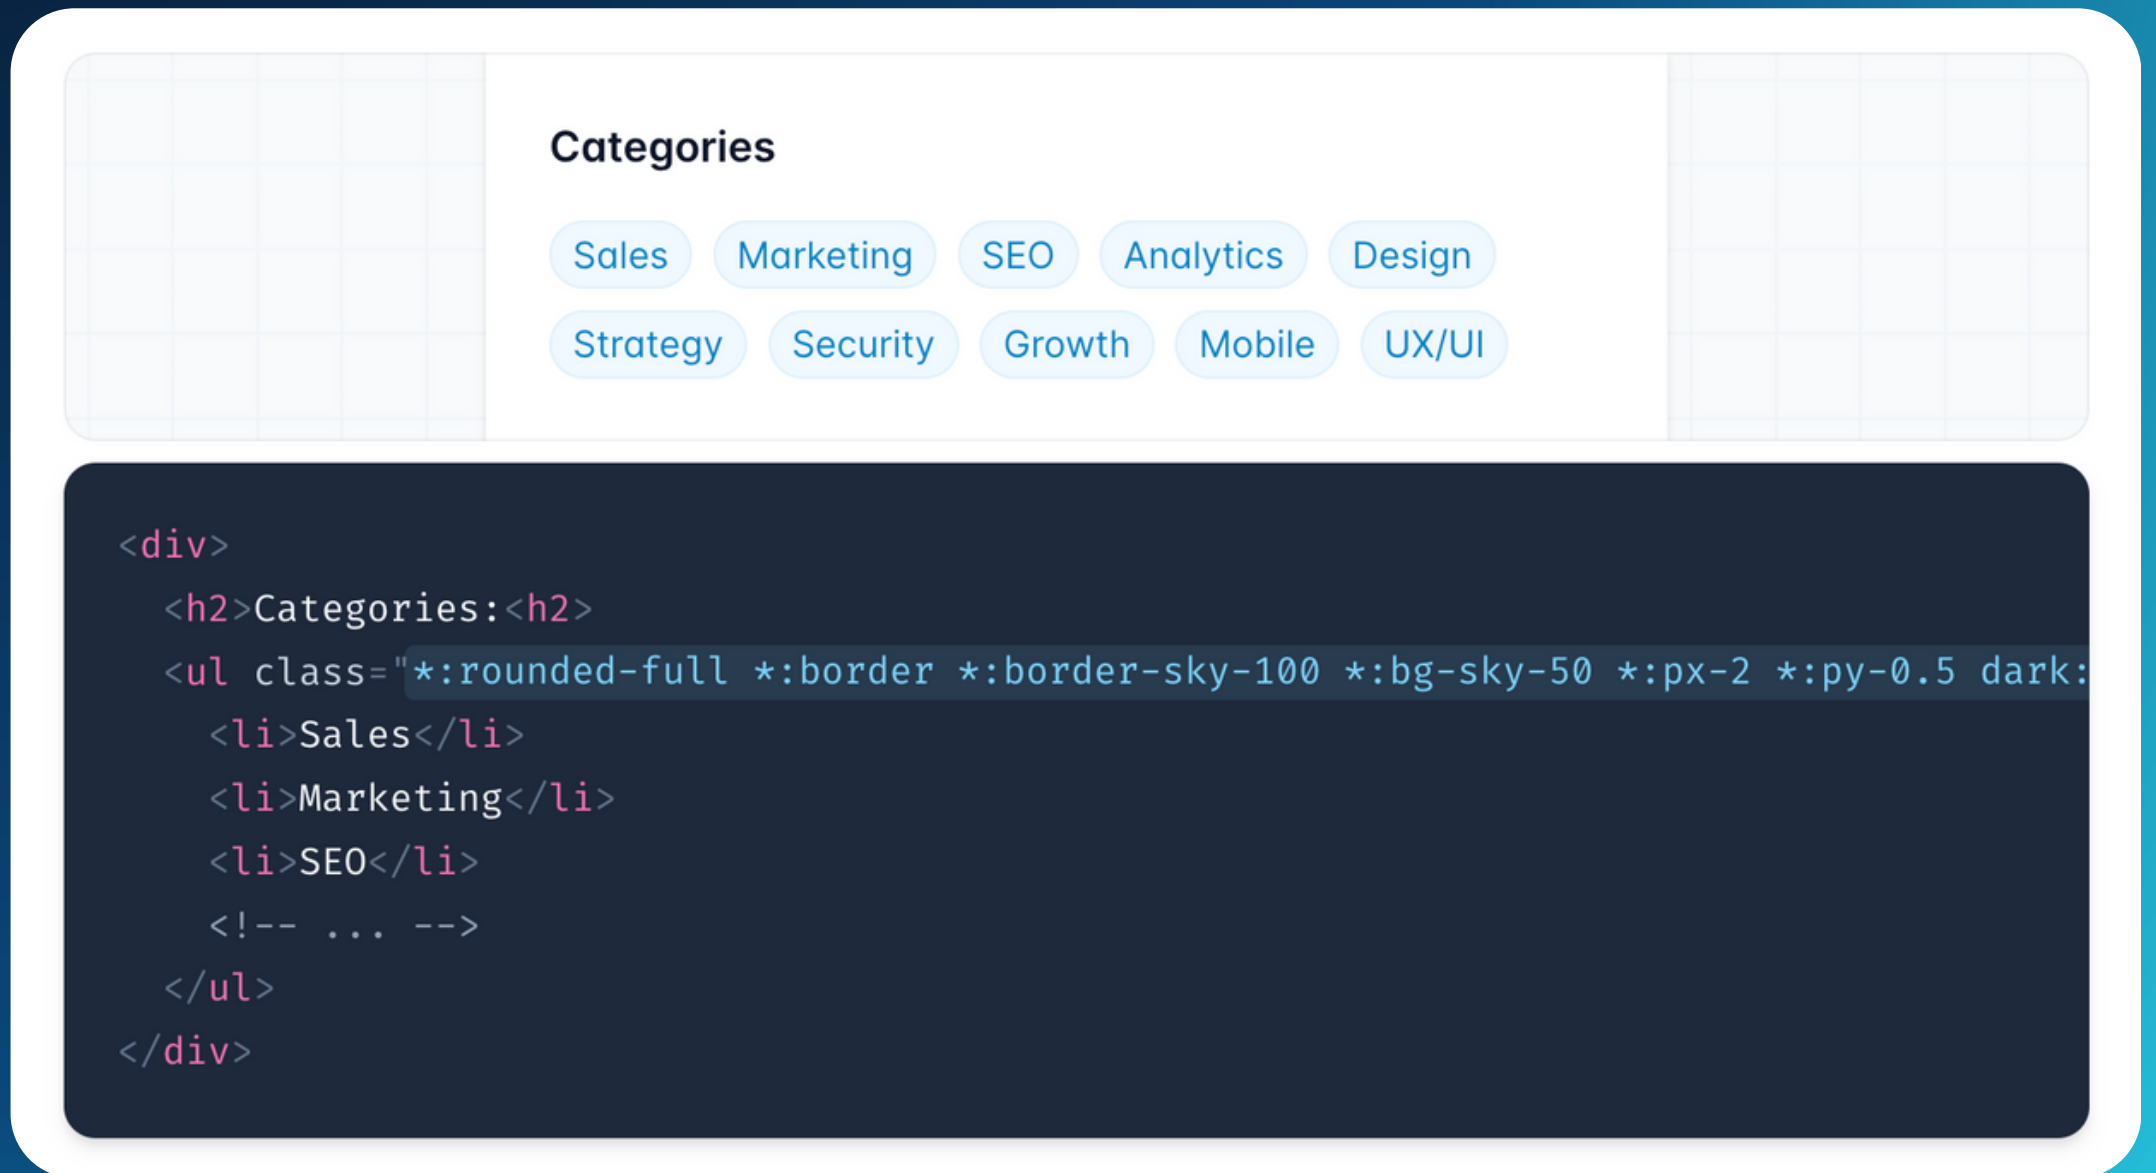 Categories
Sales Marketing SEO Analytics Design
Strategy Security Growth Mobile UX/UI
<div>
<h2>Categories:<h2>
<ul class="*:rounded-full *:border *:border-sky-100 *:bg-sky-50 *:px-2 *:py-0.5 dark:
<li>Sales</li>
<li>Marketing</li>
<li>SEO</li>
<!-- ... -->
</ul>
</div>